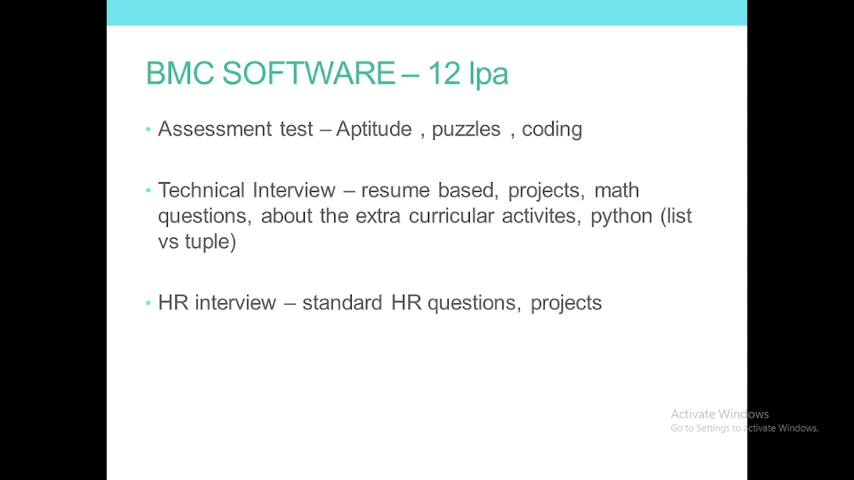 BMC SOFTWARE – 12 lpa
• Assessment test – Aptitude , puzzles , coding
• Technical Interview – resume based, projects, math
questions, about the extra curricular activites, python (list
vs tuple)
• HR interview – standard HR questions, projects
Activate Windows
Go to Settings to activate Windows.